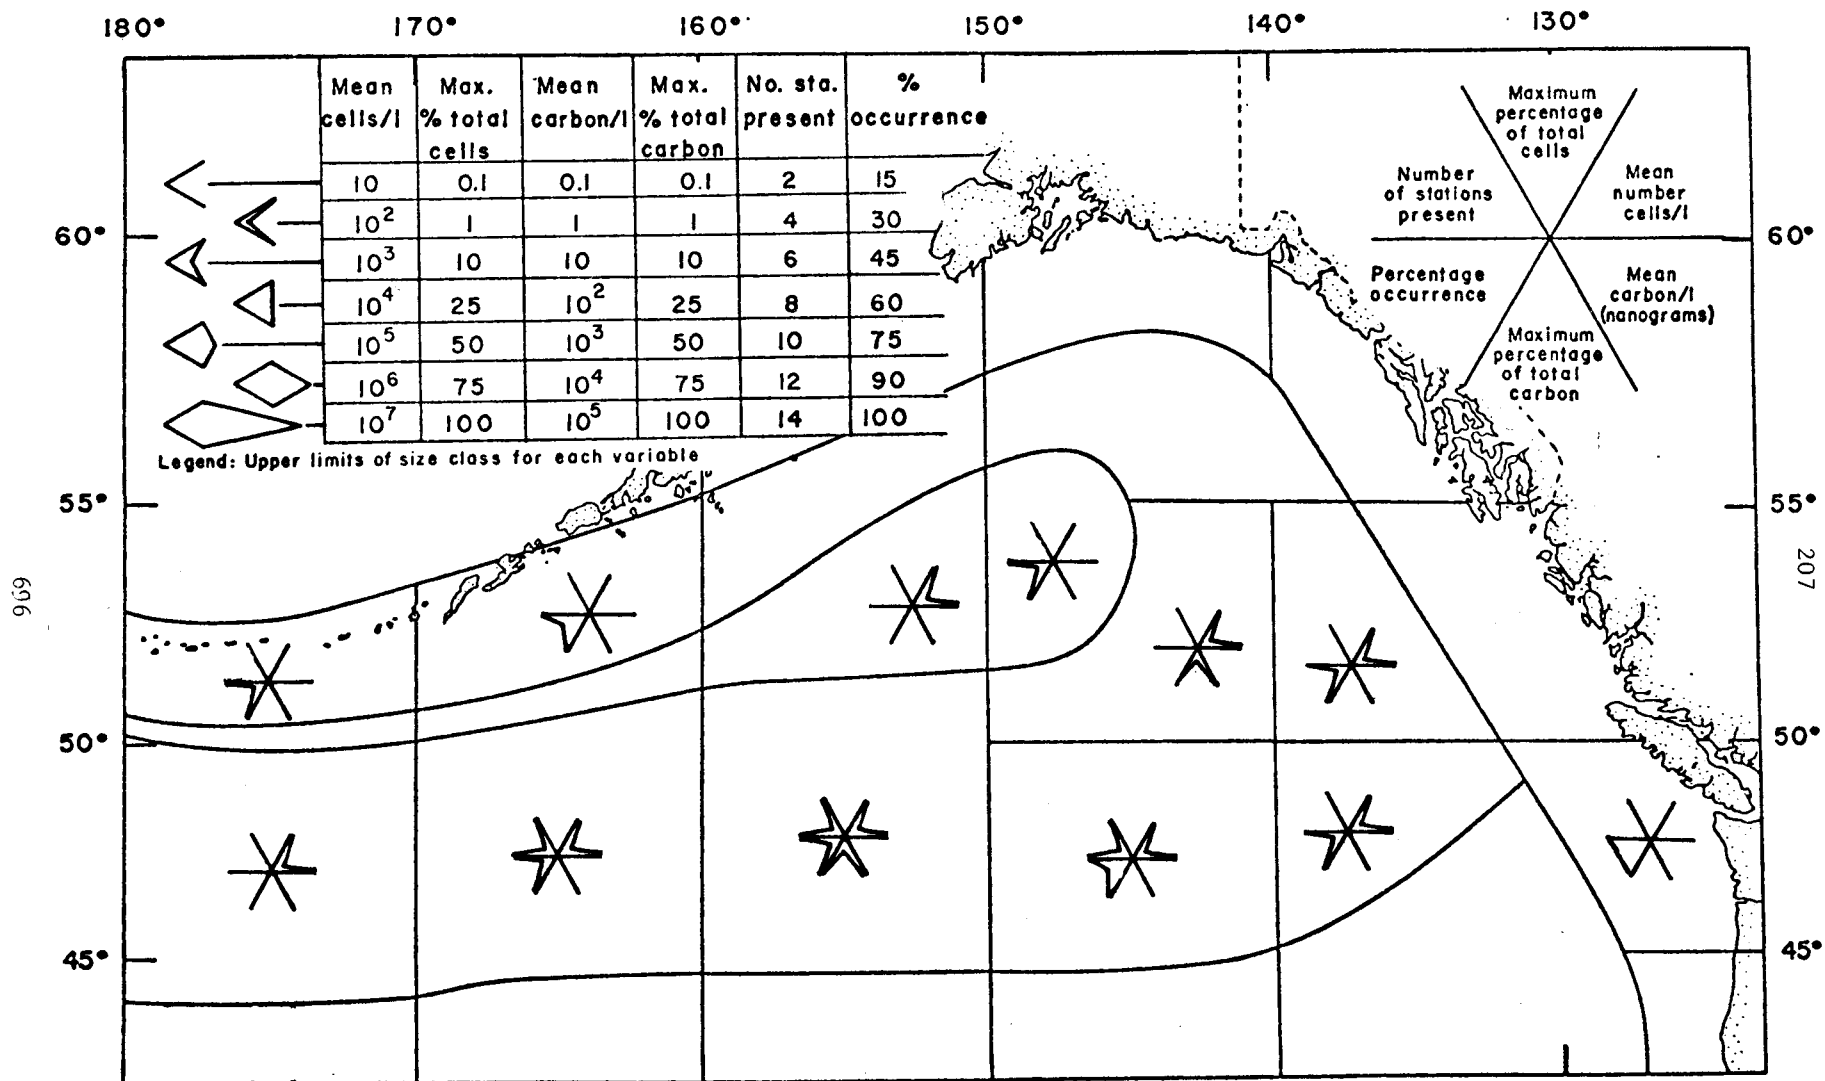 180° 170° 160° 150° 140° 130°
Mean cells/l Max. % total cells Mean carbon/l Max. % total carbon No. sta. present % occurrence
10 0.1 0.1 0.1 2 15
10² 1 1 1 4 30
10³ 10 10 10 6 45
10⁴ 25 10² 25 8 60
10⁵ 50 10³ 50 10 75
10⁶ 75 10⁴ 75 12 90
10⁷ 100 10⁵ 100 14 100
Legend: Upper limits of size class for each variable
Maximum
percentage
of total
cells
Number
of stations
present
Mean
number
cells/l
Percentage
occurrence
Mean
carbon/l
(nanograms)
Maximum
percentage
of total
carbon
60° 60°
55° 55°
50° 50°
45° 45°
207